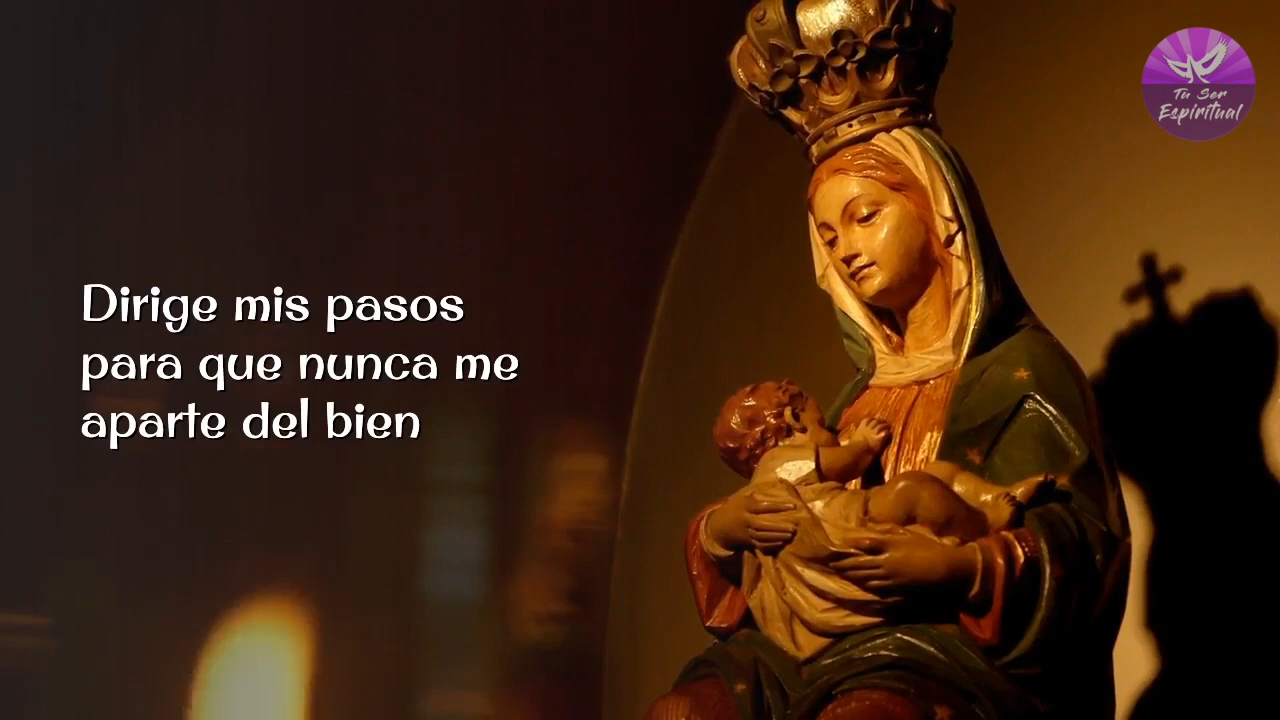 Dirige mis pasos
para que nunca me
aparte del bien
Tu Ser
Espiritual